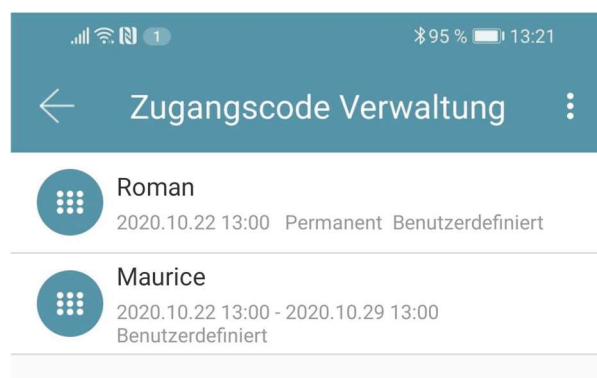 1 95 % 13:21
Zugangscode Verwaltung
Roman
2020.10.22 13:00 Permanent Benutzerdefiniert
Maurice
2020.10.22 13:00 - 2020.10.29 13:00
Benutzerdefiniert